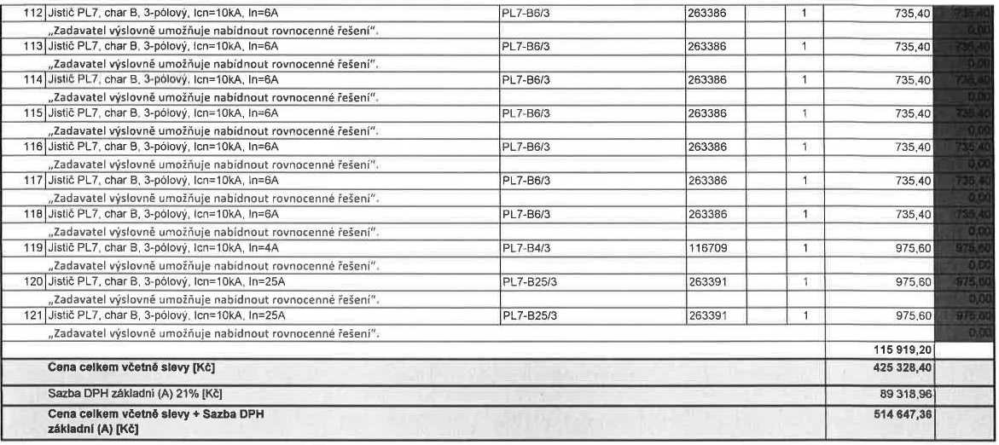 112 Jistič PL7, char B, 3-pólový, Icn=10kA, In=6A PL7-B6/3 263386 1 735,40 735,40
„Zadavatel výslovně umožňuje nabídnout rovnocenné řešení“. 0,00
113 Jistič PL7, char B, 3-pólový, Icn=10kA, In=6A PL7-B6/3 263386 1 735,40 735,40
„Zadavatel výslovně umožňuje nabídnout rovnocenné řešení“. 0,00
114 Jistič PL7, char B, 3-pólový, Icn=10kA, In=6A PL7-B6/3 263386 1 735,40 735,40
„Zadavatel výslovně umožňuje nabídnout rovnocenné řešení“. 0,00
115 Jistič PL7, char B, 3-pólový, Icn=10kA, In=6A PL7-B6/3 263386 1 735,40 735,40
„Zadavatel výslovně umožňuje nabídnout rovnocenné řešení“. 0,00
116 Jistič PL7, char B, 3-pólový, Icn=10kA, In=6A PL7-B6/3 263386 1 735,40 735,40
„Zadavatel výslovně umožňuje nabídnout rovnocenné řešení“. 0,00
117 Jistič PL7, char B, 3-pólový, Icn=10kA, In=6A PL7-B6/3 263386 1 735,40 735,40
„Zadavatel výslovně umožňuje nabídnout rovnocenné řešení“. 0,00
118 Jistič PL7, char B, 3-pólový, Icn=10kA, In=6A PL7-B6/3 263386 1 735,40 735,40
„Zadavatel výslovně umožňuje nabídnout rovnocenné řešení“. 0,00
119 Jistič PL7, char B, 3-pólový, Icn=10kA, In=4A PL7-B4/3 116709 1 975,60 975,60
„Zadavatel výslovně umožňuje nabídnout rovnocenné řešení“. 0,00
120 Jistič PL7, char B, 3-pólový, Icn=10kA, In=25A PL7-B25/3 263391 1 975,60 975,60
„Zadavatel výslovně umožňuje nabídnout rovnocenné řešení“. 0,00
121 Jistič PL7, char B, 3-pólový, Icn=10kA, In=25A PL7-B25/3 263391 1 975,60 975,60
„Zadavatel výslovně umožňuje nabídnout rovnocenné řešení“. 0,00
115 919,20
Cena celkem včetně slevy [Kč] 425 328,40
Sazba DPH základní (A) 21% [Kč] 89 318,96
Cena celkem včetně slevy + Sazba DPH 514 647,36
základní (A) [Kč]